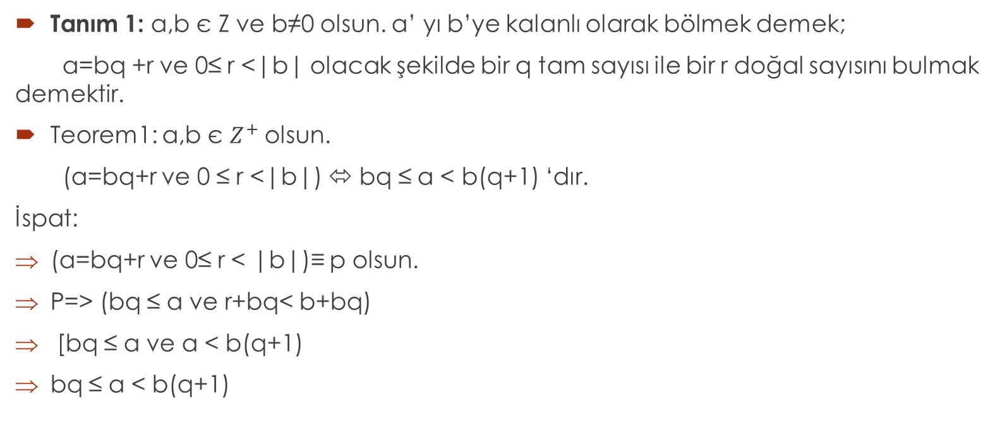 Tanım 1: a,b є Z ve b≠0 olsun. a’ yı b’ye kalanlı olarak bölmek demek;
a=bq +r ve 0≤ r <|b| olacak şekilde bir q tam sayısı ile bir r doğal sayısını bulmak
demektir.
Teorem1: a,b є Z⁺ olsun.
(a=bq+r ve 0 ≤ r <|b|) ⬄ bq ≤ a < b(q+1) ‘dır.
İspat:
⇒ (a=bq+r ve 0≤ r < |b|)≡ p olsun.
⇒ P=> (bq ≤ a ve r+bq< b+bq)
⇒ [bq ≤ a ve a < b(q+1)
⇒ bq ≤ a < b(q+1)